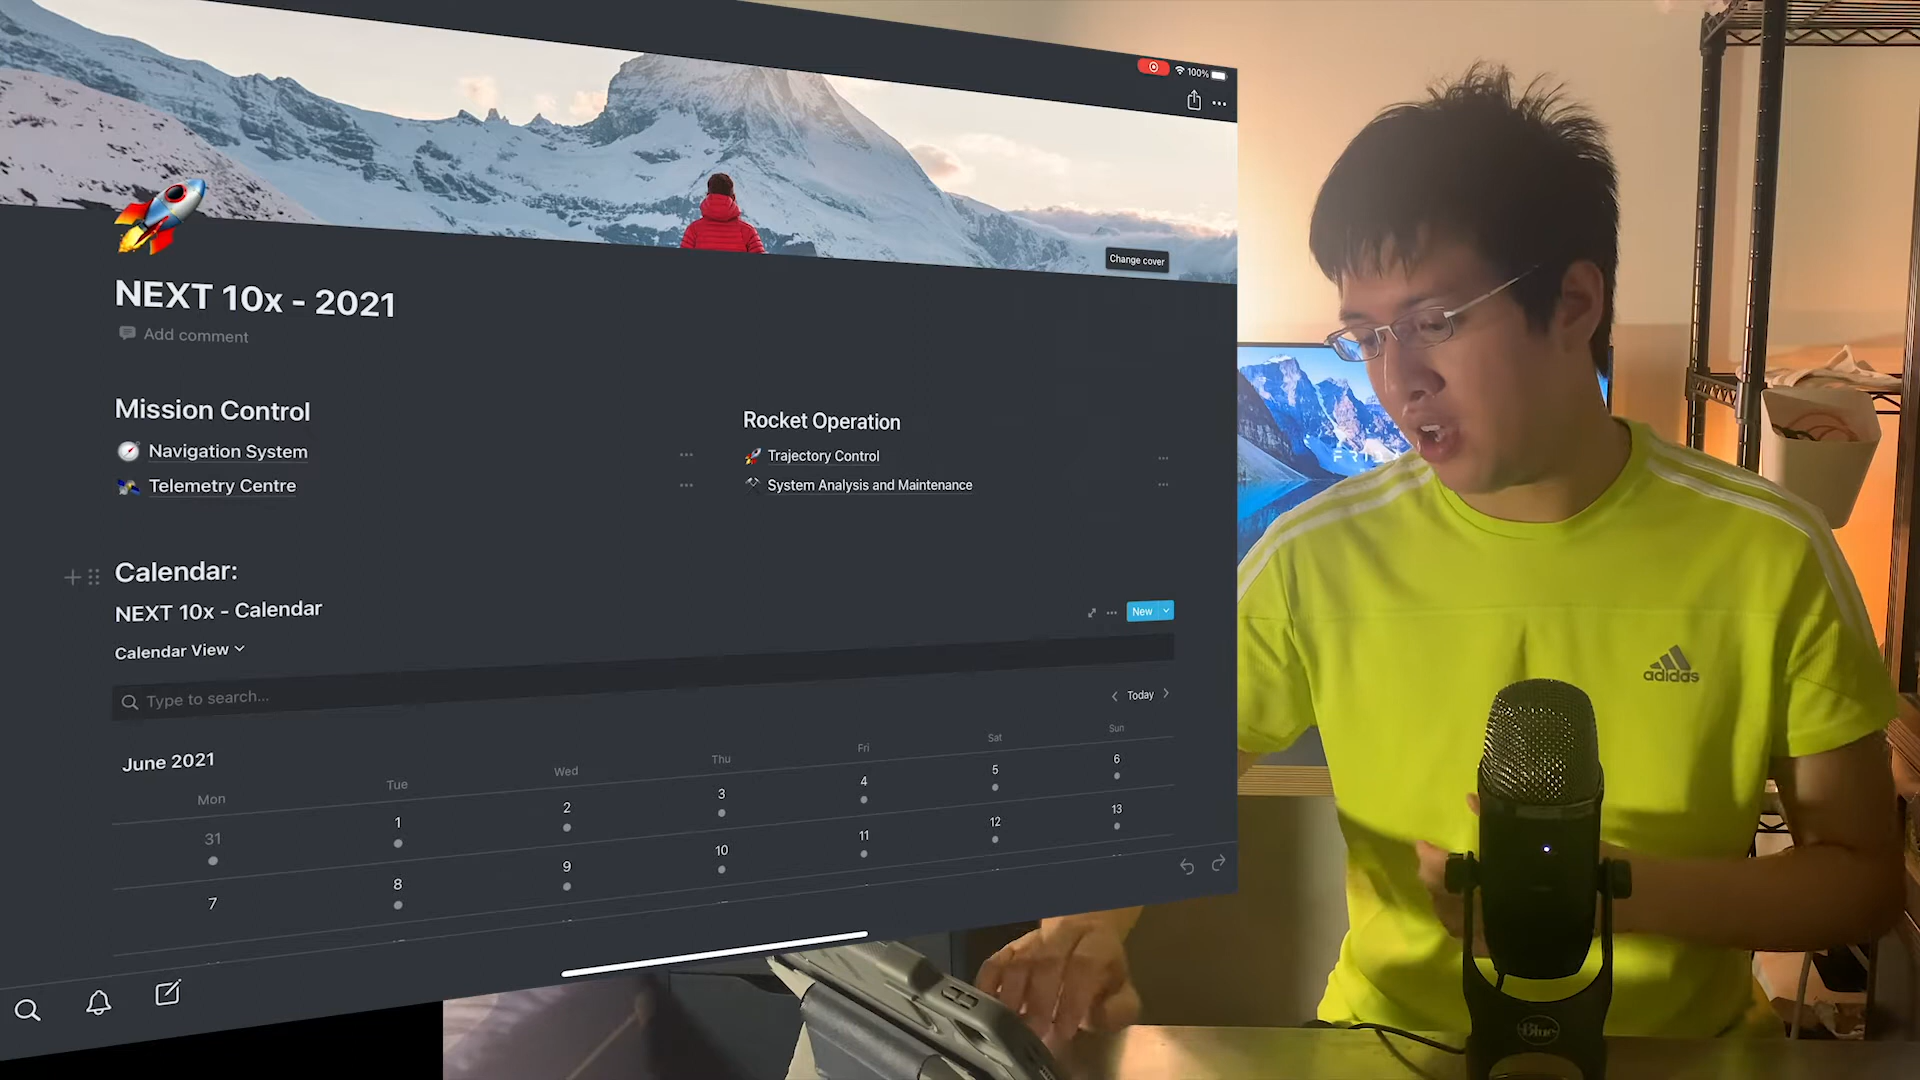 100%
Change cover
NEXT 10x - 2021
Add comment
Mission Control
Navigation System
Telemetry Centre
Rocket Operation
Trajectory Control
System Analysis and Maintenance
Calendar:
NEXT 10x - Calendar
New
Calendar View
Type to search...
Today
June 2021
Mon Tue Wed Thu Fri Sat Sun
31 1 2 3 4 5 6
7 8 9 10 11 12 13
adidas
Blue